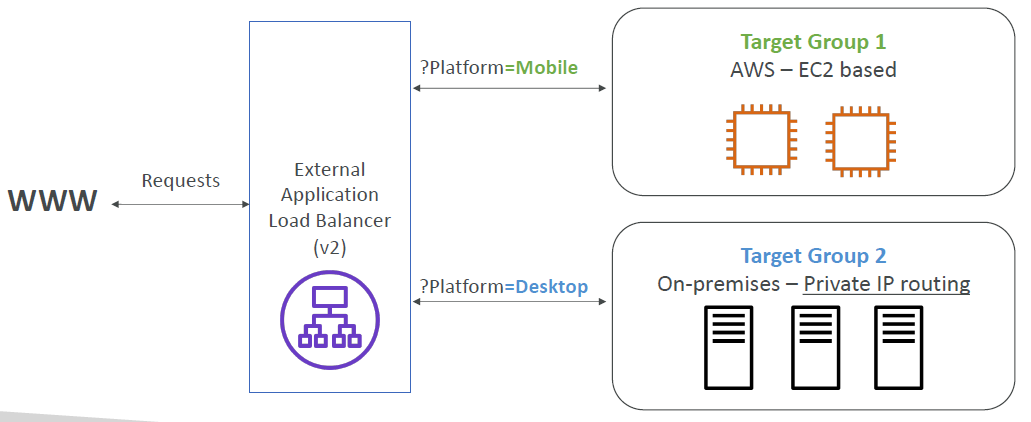 WWW
Requests
External
Application
Load Balancer
(v2)
?Platform=Mobile
Target Group 1
AWS – EC2 based
?Platform=Desktop
Target Group 2
On-premises – Private IP routing